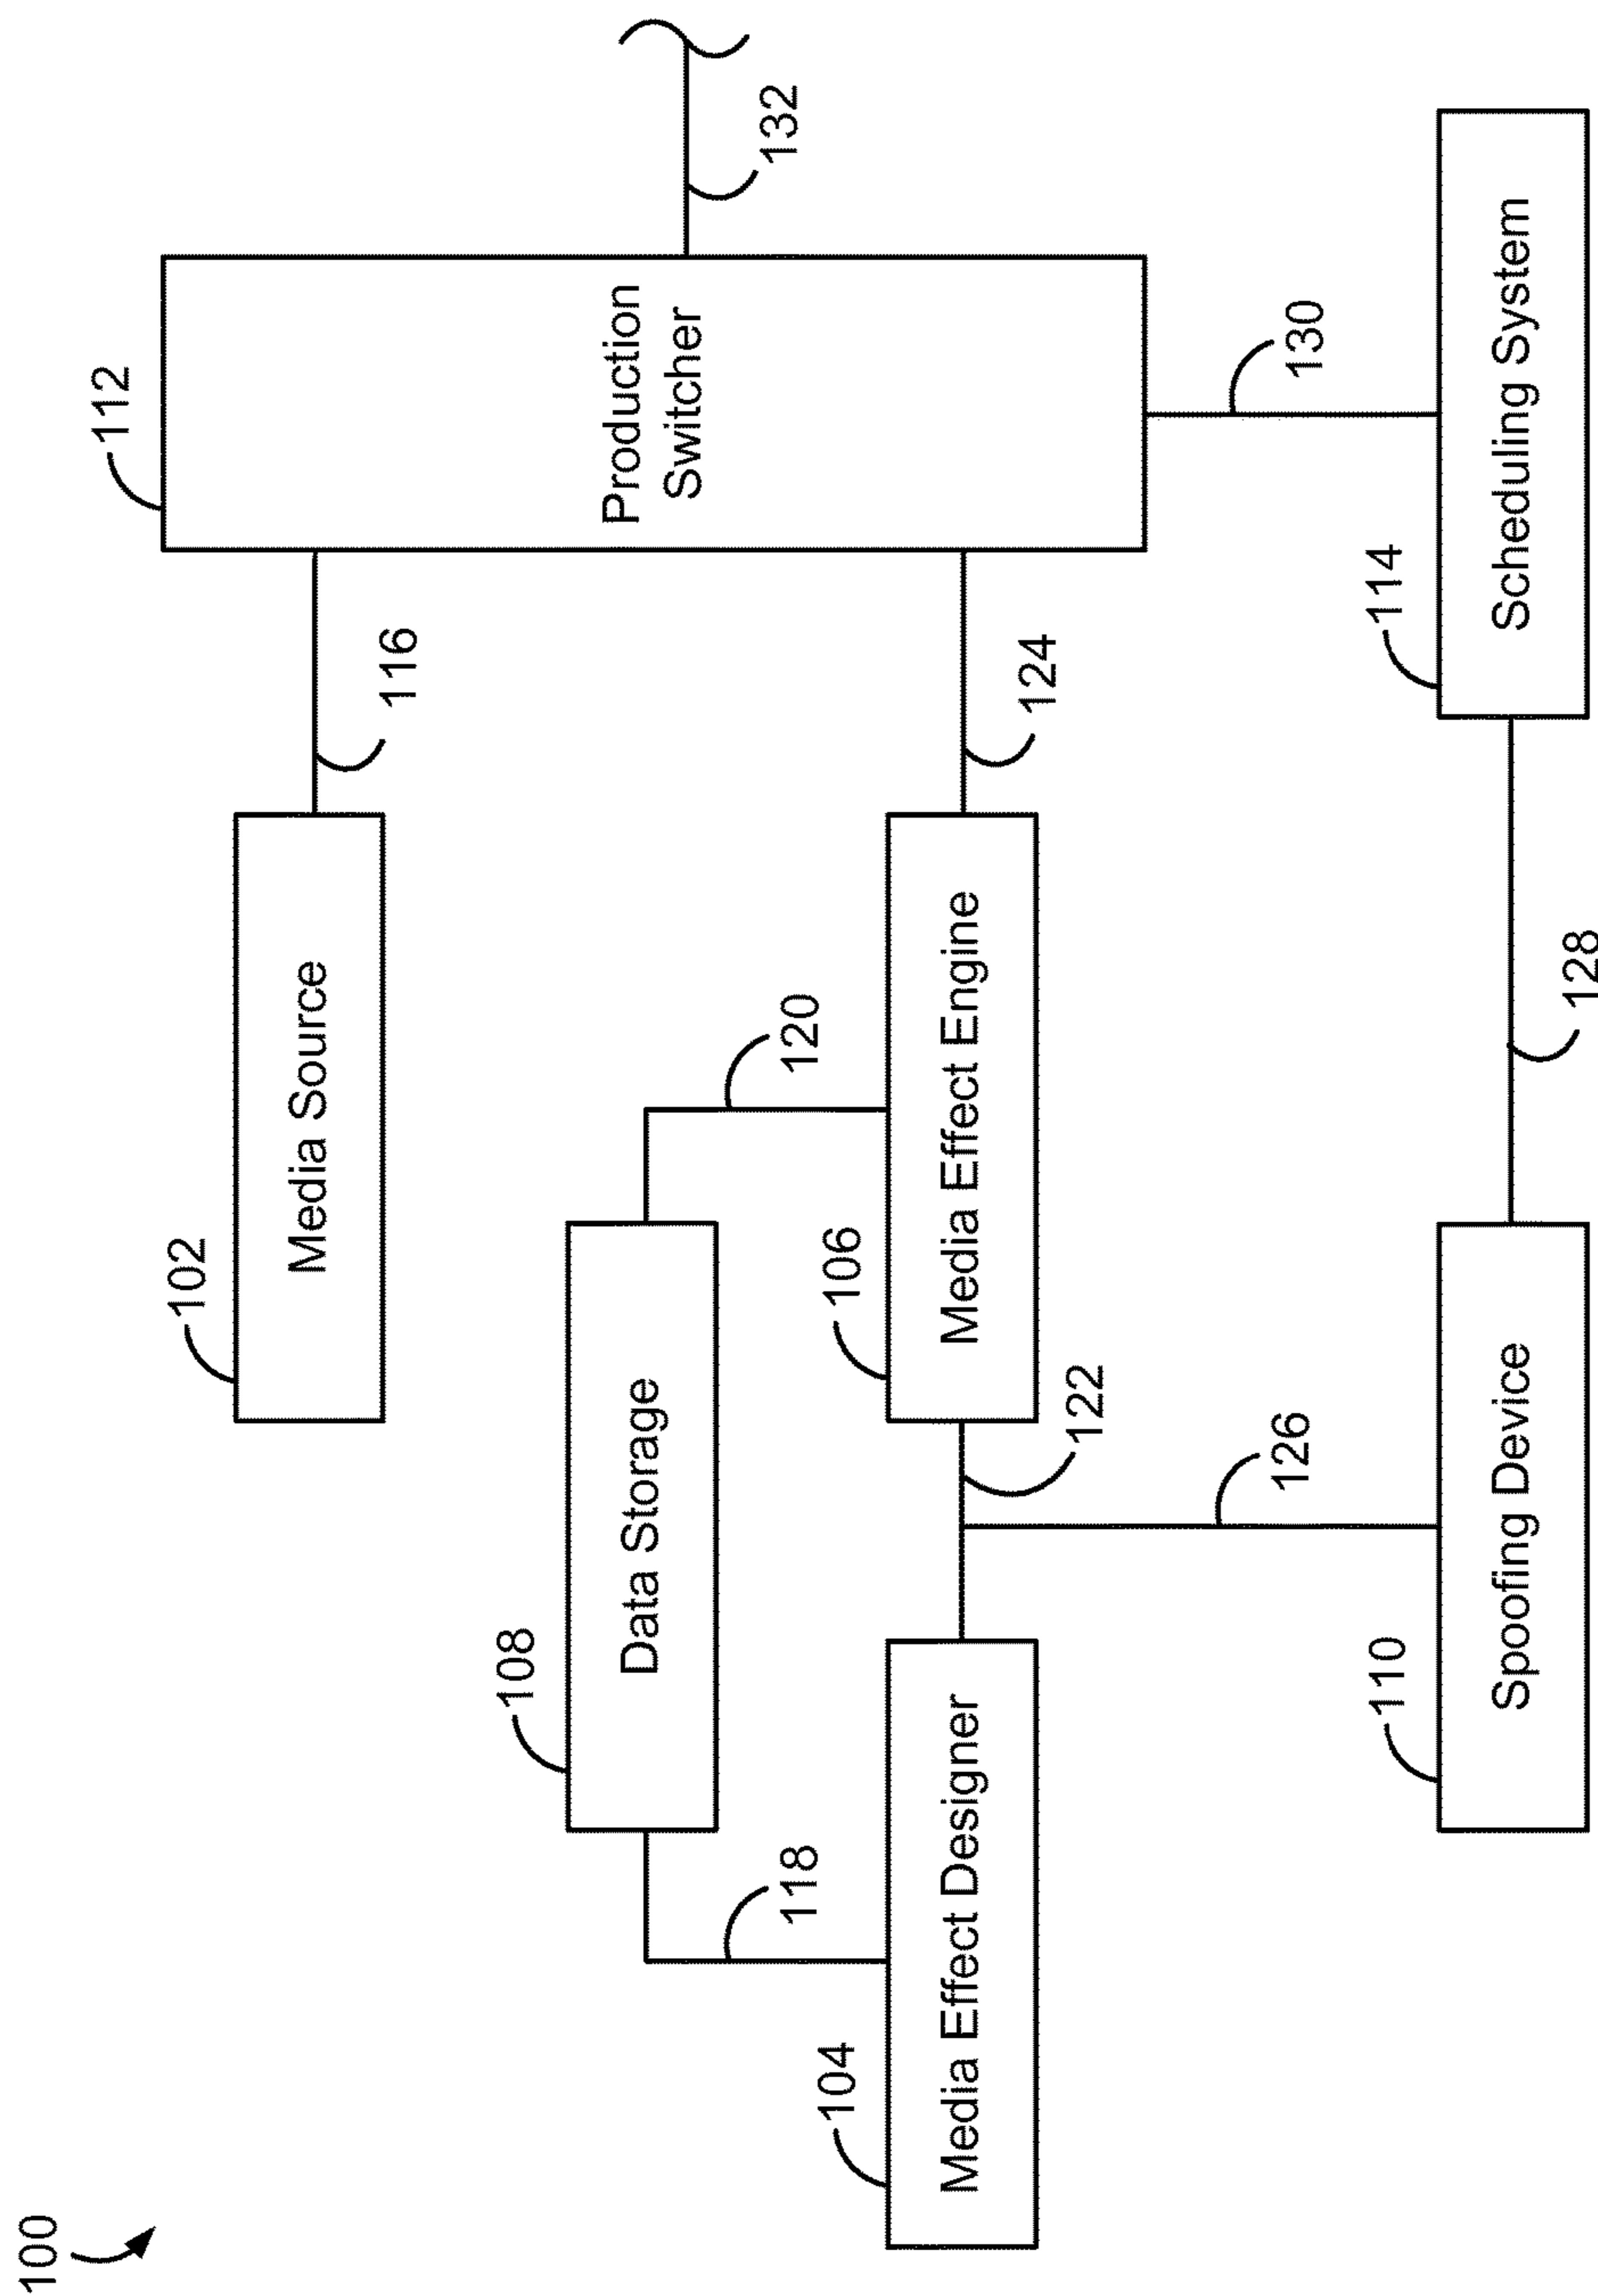 100
102
Media Source
116
112
Production
Switcher
132
108
Data Storage
118
120
104
Media Effect Designer
106
Media Effect Engine
122
124
126
130
110
Spoofing Device
128
114
Scheduling System